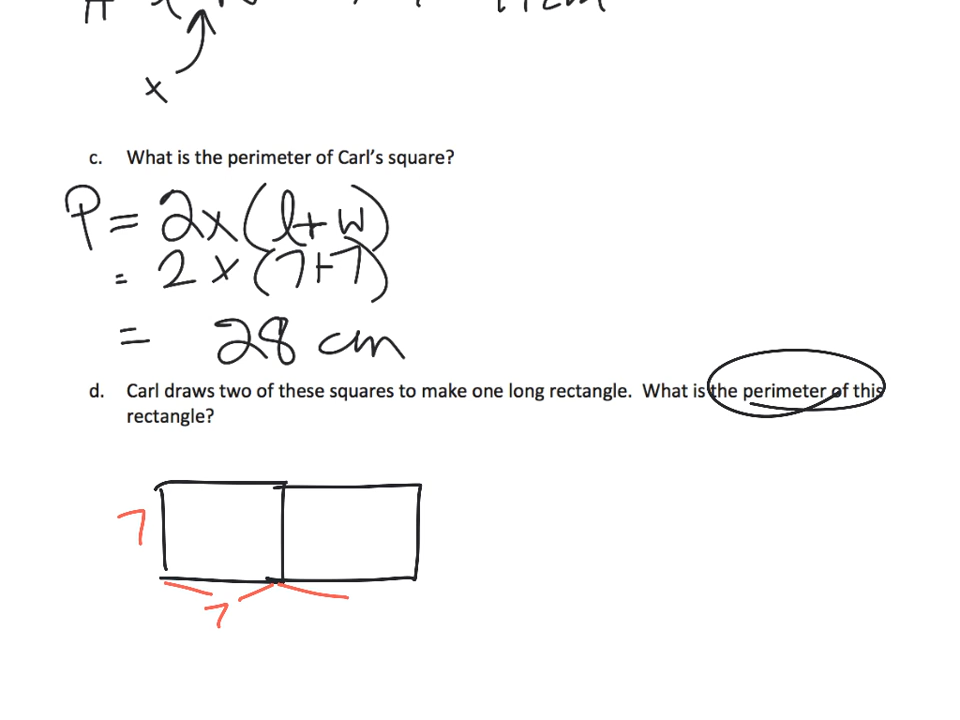 x
c. What is the perimeter of Carl's square?
P = 2x(l+w)
= 2 x (7+7)
= 28 cm
d. Carl draws two of these squares to make one long rectangle. What is the perimeter of this
rectangle?
7
7